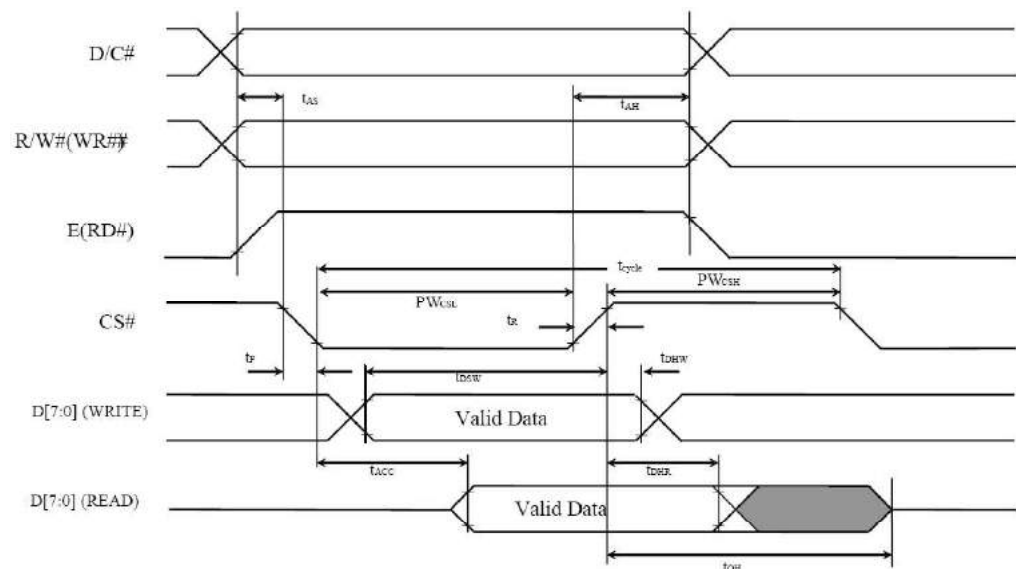 D/C#
tAS
tAH
R/W#(WR##)
E(RD#)
tcycle
PWCSL
PWCSH
CS#
tR
tF
tDSW
tDHW
D[7:0] (WRITE)
Valid Data
tACC
tDHR
D[7:0] (READ)
Valid Data
tOH